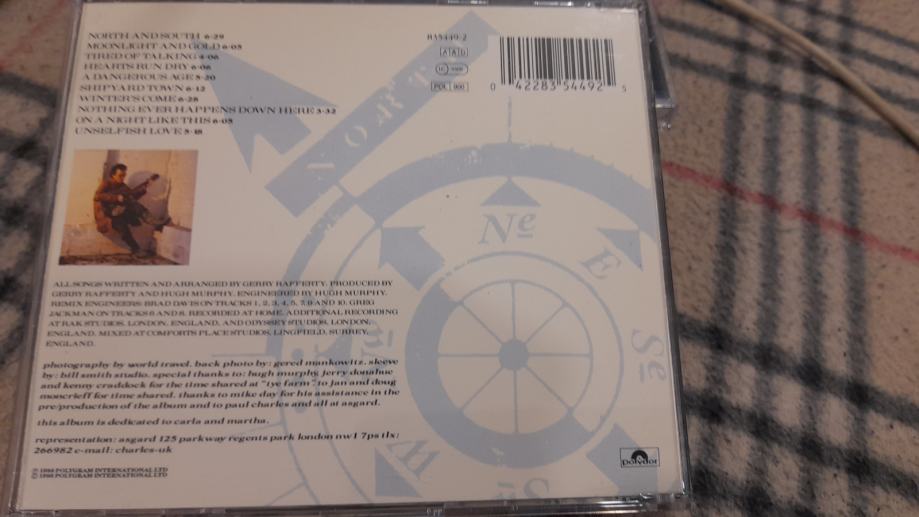 NORTH AND SOUTH 6·29
MOONLIGHT AND GOLD 6·05
TIRED OF TALKING 4·06
HEARTS RUN DRY 6·06
A DANGEROUS AGE 5·20
SHIPYARD TOWN 6·12
WINTER'S COME 6·28
NOTHING EVER HAPPENS DOWN HERE 3·32
ON A NIGHT LIKE THIS 6·05
UNSELFISH LOVE 5·18
835449-2
AAD
PDL 900
0 42283 54492 5
NORTH
Ne
E
Se
W
ALL SONGS WRITTEN AND ARRANGED BY GERRY RAFFERTY. PRODUCED BY
GERRY RAFFERTY AND HUGH MURPHY. ENGINEERED BY HUGH MURPHY.
REMIX ENGINEERS: BRAD DAVIS ON TRACKS 1, 2, 3, 4, 5, 7, 9 AND 10. GREG
JACKMAN ON TRACKS 6 AND 8. RECORDED AT HOME. ADDITIONAL RECORDING
AT RAK STUDIOS, LONDON, ENGLAND, AND ODYSSEY STUDIOS, LONDON,
ENGLAND. MIXED AT COMFORTS PLACE STUDIOS, LINGFIELD, SURREY,
ENGLAND.
photography by world travel. back photo by: gered mankowitz. sleeve
by: bill smith studio. special thanks to: hugh murphy, jerry donahue
and kenny craddock for the time shared at "tye farm". to jan and doug
moncrieff for time shared. thanks to mike day for his assistance in the
pre/production of the album and to paul charles and all at asgard.
this album is dedicated to carla and martha.
representation: asgard 125 parkway regents park london nw1 7ps tlx:
266982 e-mail: charles-uk
℗ 1988 POLYGRAM INTERNATIONAL LTD
© 1988 POLYGRAM INTERNATIONAL LTD
Polydor